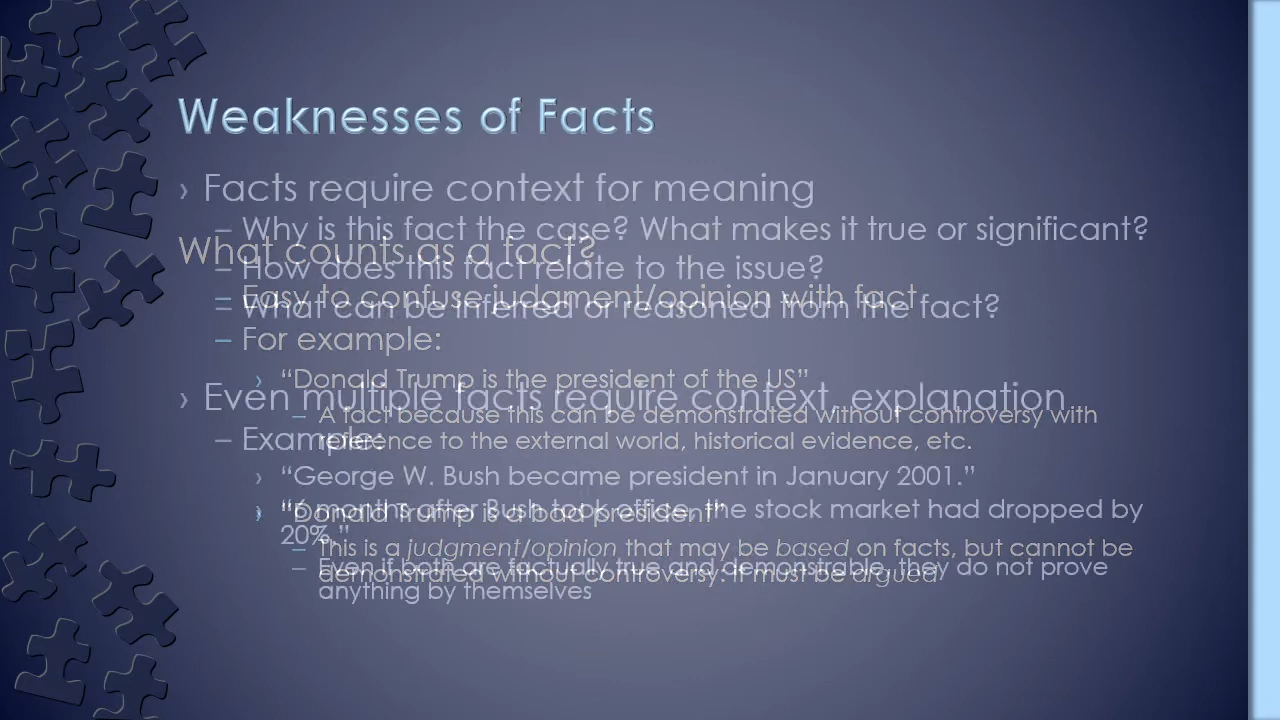 Weaknesses of Facts
› Facts require context for meaning
– Why is this fact the case? What makes it true or significant?
What counts as a fact?
– How does this fact relate to the issue?
– Easy to confuse judgment/opinion with fact
– What can be inferred or reasoned from the fact?
– For example:
› “Donald Trump is the president of the US”
› Even multiple facts require context, explanation
– A fact because this can be demonstrated without controversy with
reference to the external world, historical evidence, etc.
– Example:
› “George W. Bush became president in January 2001.”
› “6 months after Bush took office, the stock market had dropped by
20%.”
› “Donald Trump is a bad president”
– This is a judgment/opinion that may be based on facts, but cannot be
demonstrated without controversy: it must be argued
– Even if both are factually true and demonstrable, they do not prove
anything by themselves